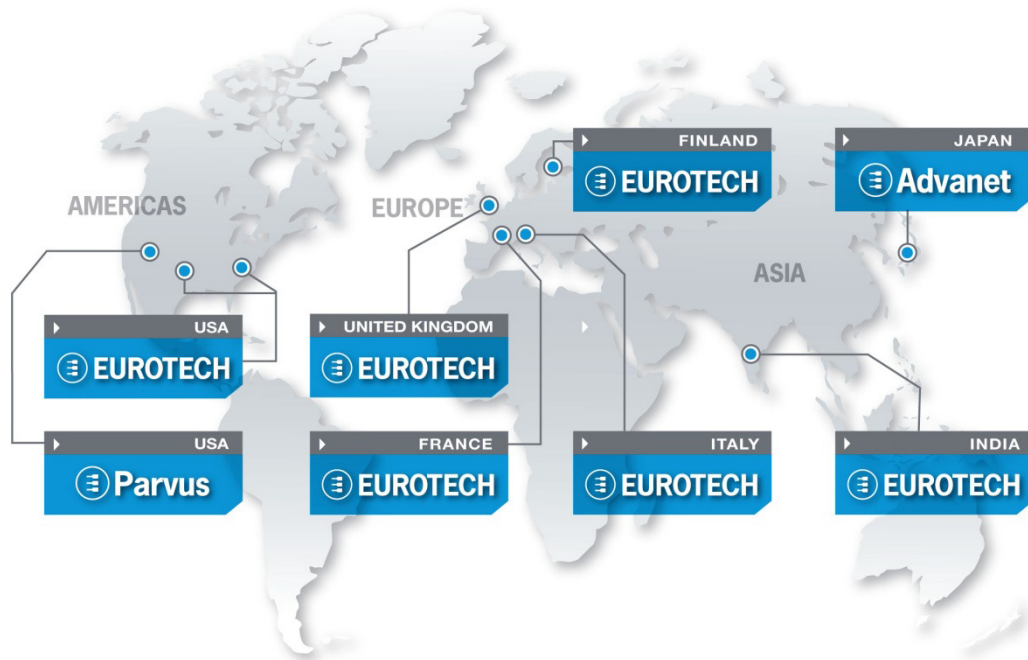 AMERICAS
EUROPE
ASIA
FINLAND
EUROTECH
JAPAN
Advanet
USA
EUROTECH
UNITED KINGDOM
EUROTECH
USA
Parvus
FRANCE
EUROTECH
ITALY
EUROTECH
INDIA
EUROTECH